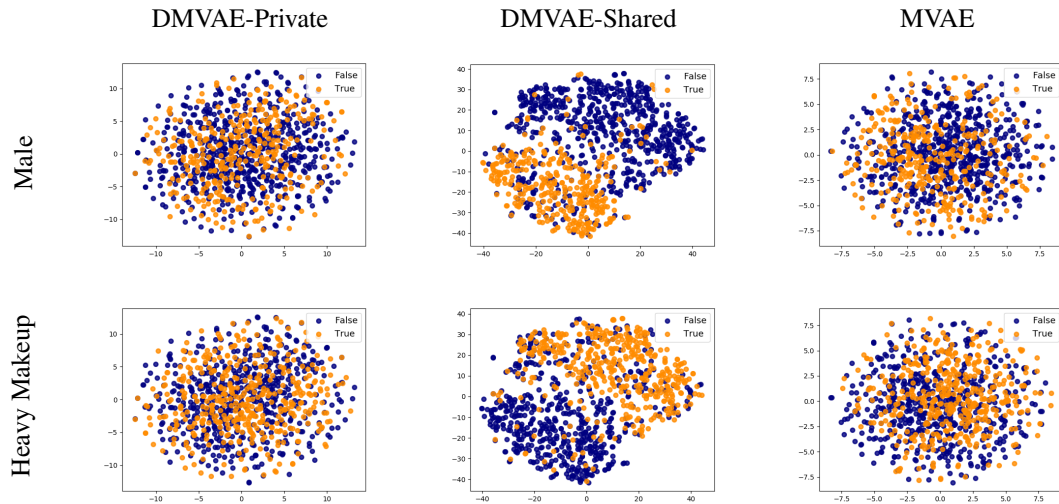 DMVAE-Private DMVAE-Shared MVAE
Male
False
True
10
5
0
−5
−10
−10 −5 0 5 10
False
True
40
30
20
10
0
−10
−20
−30
−40
−40 −20 0 20 40
False
True
7.5
5.0
2.5
0.0
−2.5
−5.0
−7.5
−7.5 −5.0 −2.5 0.0 2.5 5.0 7.5
Heavy Makeup
False
True
10
5
0
−5
−10
−10 −5 0 5 10
False
True
40
30
20
10
0
−10
−20
−30
−40
−40 −20 0 20 40
False
True
7.5
5.0
2.5
0.0
−2.5
−5.0
−7.5
−7.5 −5.0 −2.5 0.0 2.5 5.0 7.5